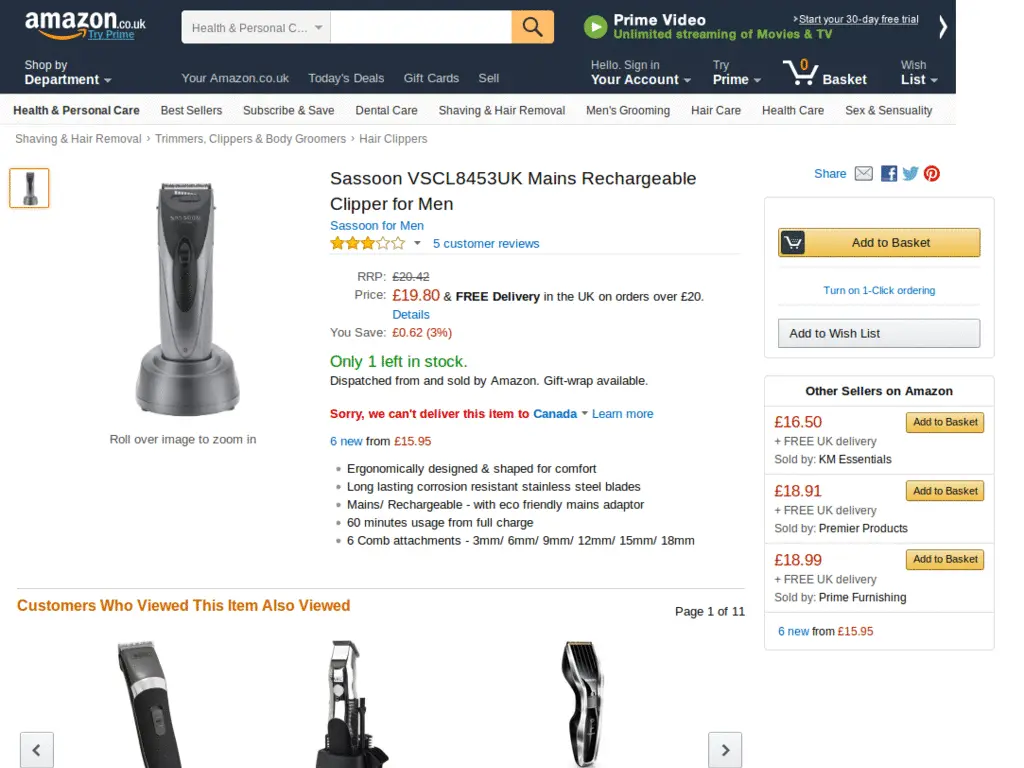 amazon.co.uk
Try Prime
Health & Personal C...
Prime Video
Unlimited streaming of Movies & TV
Start your 30-day free trial
Shop by
Department
Your Amazon.co.uk Today's Deals Gift Cards Sell
Hello. Sign in
Your Account
Try
Prime
0
Basket
Wish
List
Health & Personal Care Best Sellers Subscribe & Save Dental Care Shaving & Hair Removal Men's Grooming Hair Care Health Care Sex & Sensuality
Shaving & Hair Removal › Trimmers, Clippers & Body Groomers › Hair Clippers
Roll over image to zoom in
Sassoon VSCL8453UK Mains Rechargeable
Clipper for Men
Sassoon for Men
5 customer reviews
RRP: £20.42
Price: £19.80 & FREE Delivery in the UK on orders over £20.
Details
You Save: £0.62 (3%)
Only 1 left in stock.
Dispatched from and sold by Amazon. Gift-wrap available.
Sorry, we can't deliver this item to Canada Learn more
6 new from £15.95
Ergonomically designed & shaped for comfort
Long lasting corrosion resistant stainless steel blades
Mains/ Rechargeable - with eco friendly mains adaptor
60 minutes usage from full charge
6 Comb attachments - 3mm/ 6mm/ 9mm/ 12mm/ 15mm/ 18mm
Share
Add to Basket
Turn on 1-Click ordering
Add to Wish List
Other Sellers on Amazon
£16.50 Add to Basket
+ FREE UK delivery
Sold by: KM Essentials
£18.91 Add to Basket
+ FREE UK delivery
Sold by: Premier Products
£18.99 Add to Basket
+ FREE UK delivery
Sold by: Prime Furnishing
6 new from £15.95
Customers Who Viewed This Item Also Viewed
Page 1 of 11